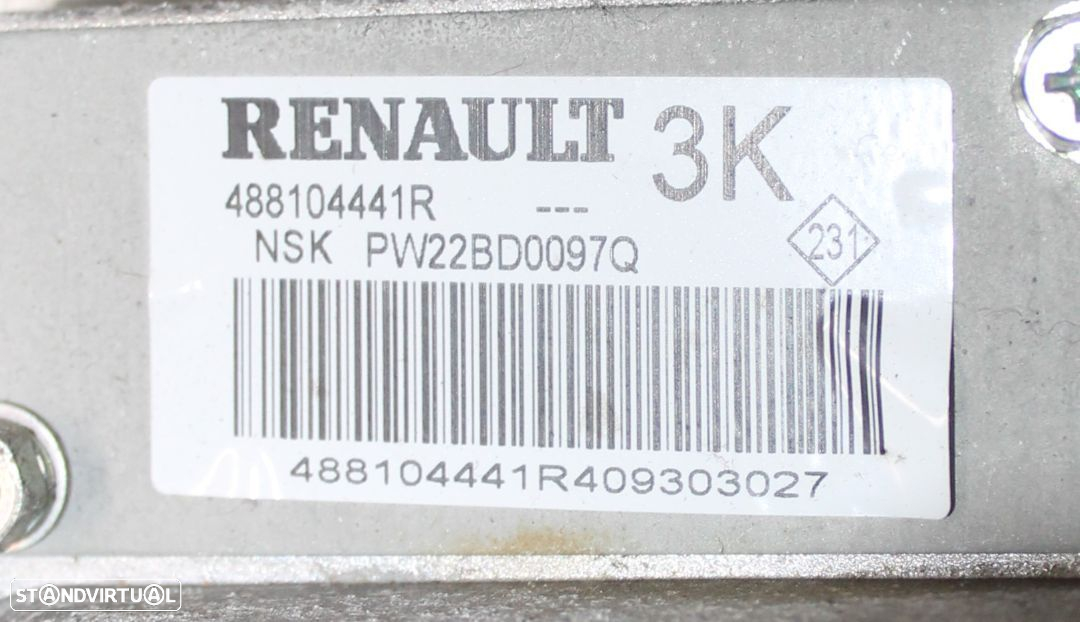 RENAULT 3K
488104441R ---
231
NSK PW22BD0097Q
488104441R409303027
STANDVIRTUAL